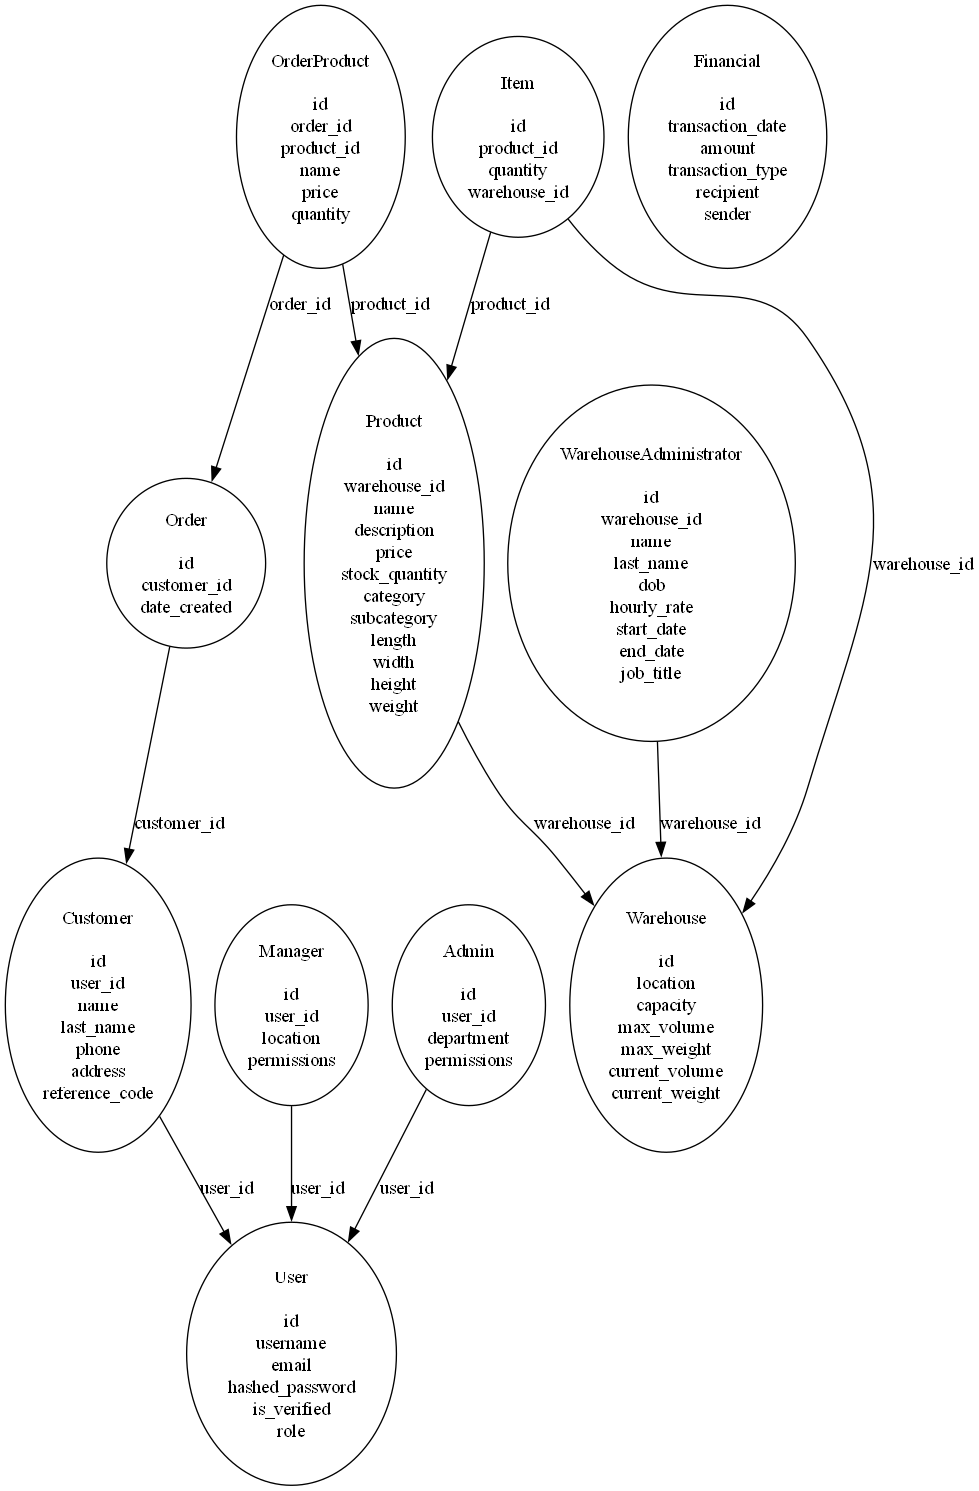 OrderProduct
id
order_id
product_id
name
price
quantity
Item
id
product_id
quantity
warehouse_id
Financial
id
transaction_date
amount
transaction_type
recipient
sender
order_id
product_id
product_id
Product
id
warehouse_id
name
description
price
stock_quantity
category
subcategory
length
width
height
weight
WarehouseAdministrator
id
warehouse_id
name
last_name
dob
hourly_rate
start_date
end_date
job_title
Order
id
customer_id
date_created
warehouse_id
customer_id
warehouse_id
warehouse_id
Customer
id
user_id
name
last_name
phone
address
reference_code
Manager
id
user_id
location
permissions
Admin
id
user_id
department
permissions
Warehouse
id
location
capacity
max_volume
max_weight
current_volume
current_weight
user_id
user_id
user_id
User
id
username
email
hashed_password
is_verified
role